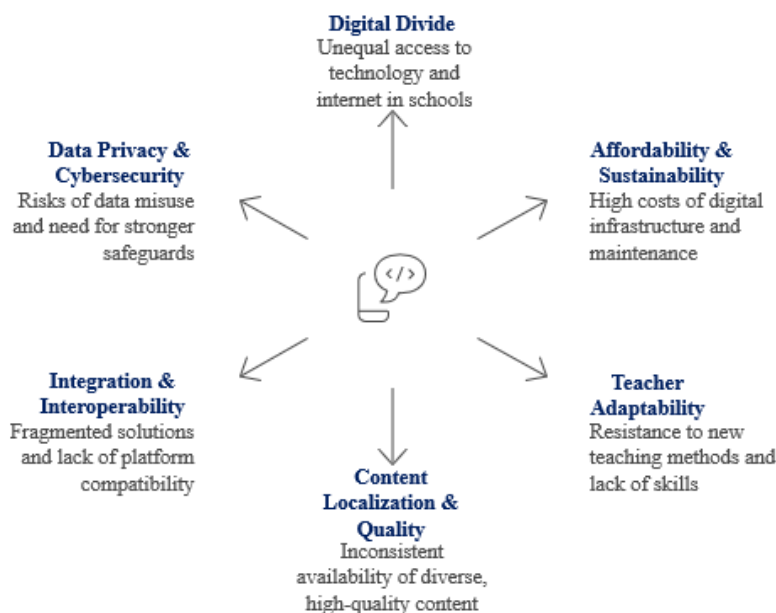 Digital Divide
Unequal access to
technology and
internet in schools
Affordability &
Sustainability
High costs of digital
infrastructure and
maintenance
Teacher
Adaptability
Resistance to new
teaching methods and
lack of skills
Content
Localization &
Quality
Inconsistent
availability of diverse,
high-quality content
Integration &
Interoperability
Fragmented solutions
and lack of platform
compatibility
Data Privacy &
Cybersecurity
Risks of data misuse
and need for stronger
safeguards
</>